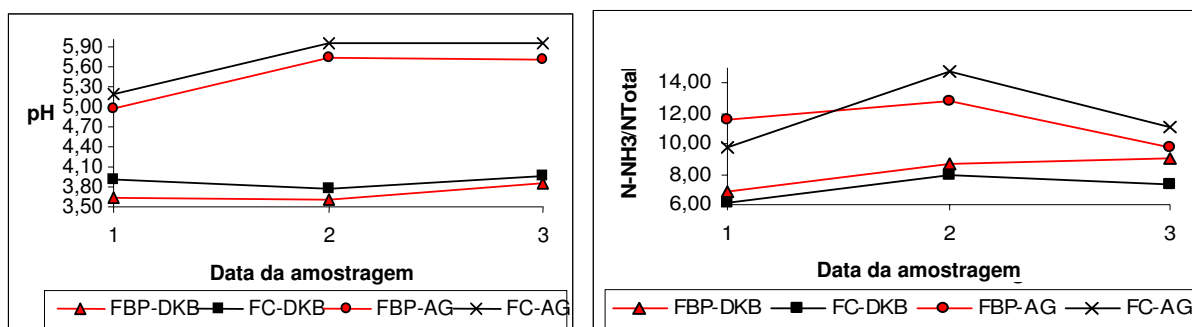 5,90
5,60
5,30
5,00
4,70
4,40
4,10
3,80
3,50
pH
1 2 3
Data da amostragem
FBP-DKB FC-DKB FBP-AG FC-AG
14,00
12,00
10,00
8,00
6,00
N-NH3/NTotal
1 2 3
Data da amostragem
FBP-DKB FC-DKB FBP-AG FC-AG